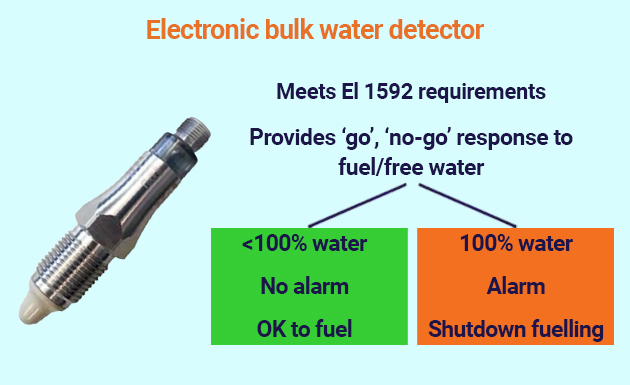 Electronic bulk water detector
Meets EI 1592 requirements
Provides ‘go’, ‘no-go’ response to
fuel/free water
<100% water
No alarm
OK to fuel
100% water
Alarm
Shutdown fuelling